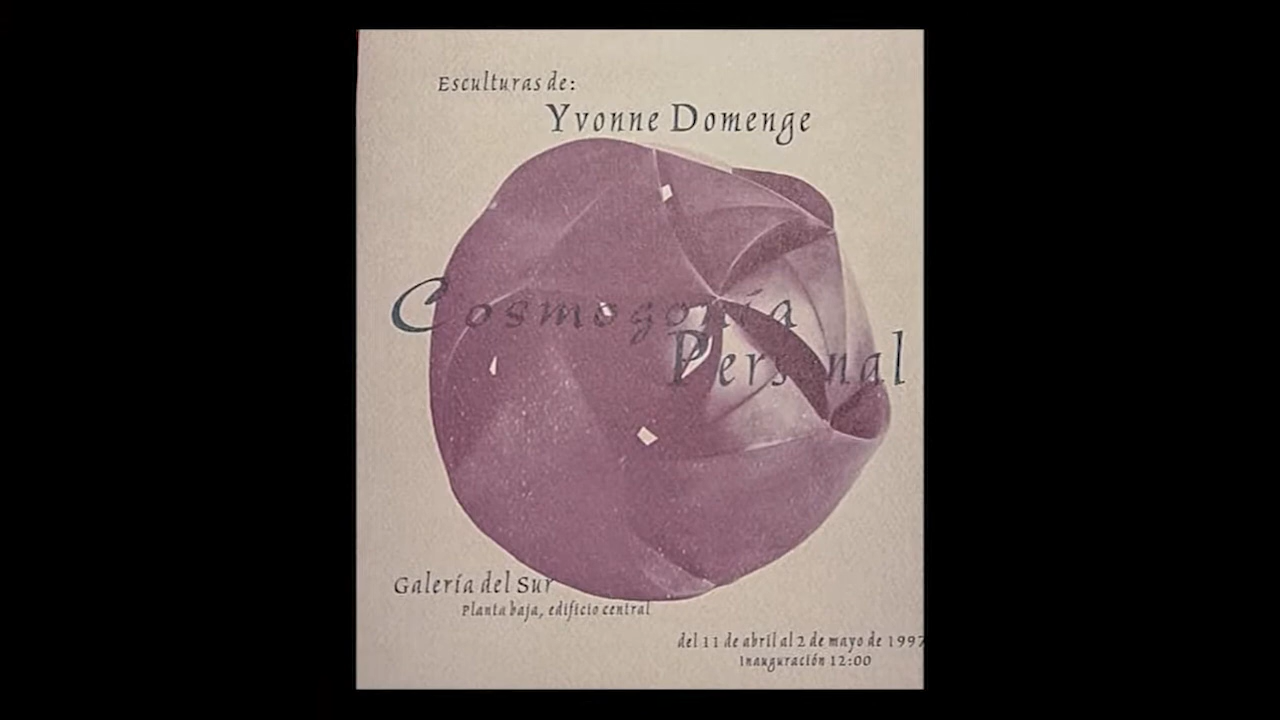 Esculturas de:
Yvonne Domenge
Cosmogonía
Personal
Galería del Sur
Planta baja, edificio central
del 11 de abril al 2 de mayo de 1997
Inauguración 12:00